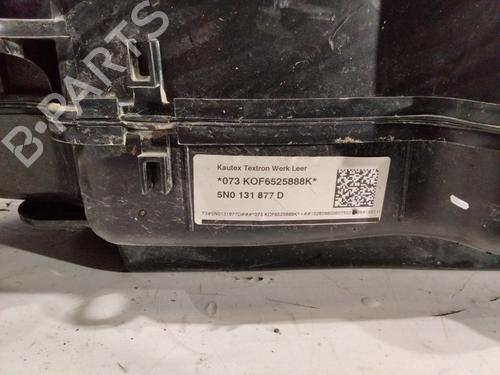 B-PARTS
Kautex Textron Werk Leer
*073 KOF6525888K*
5N0 131 877 D